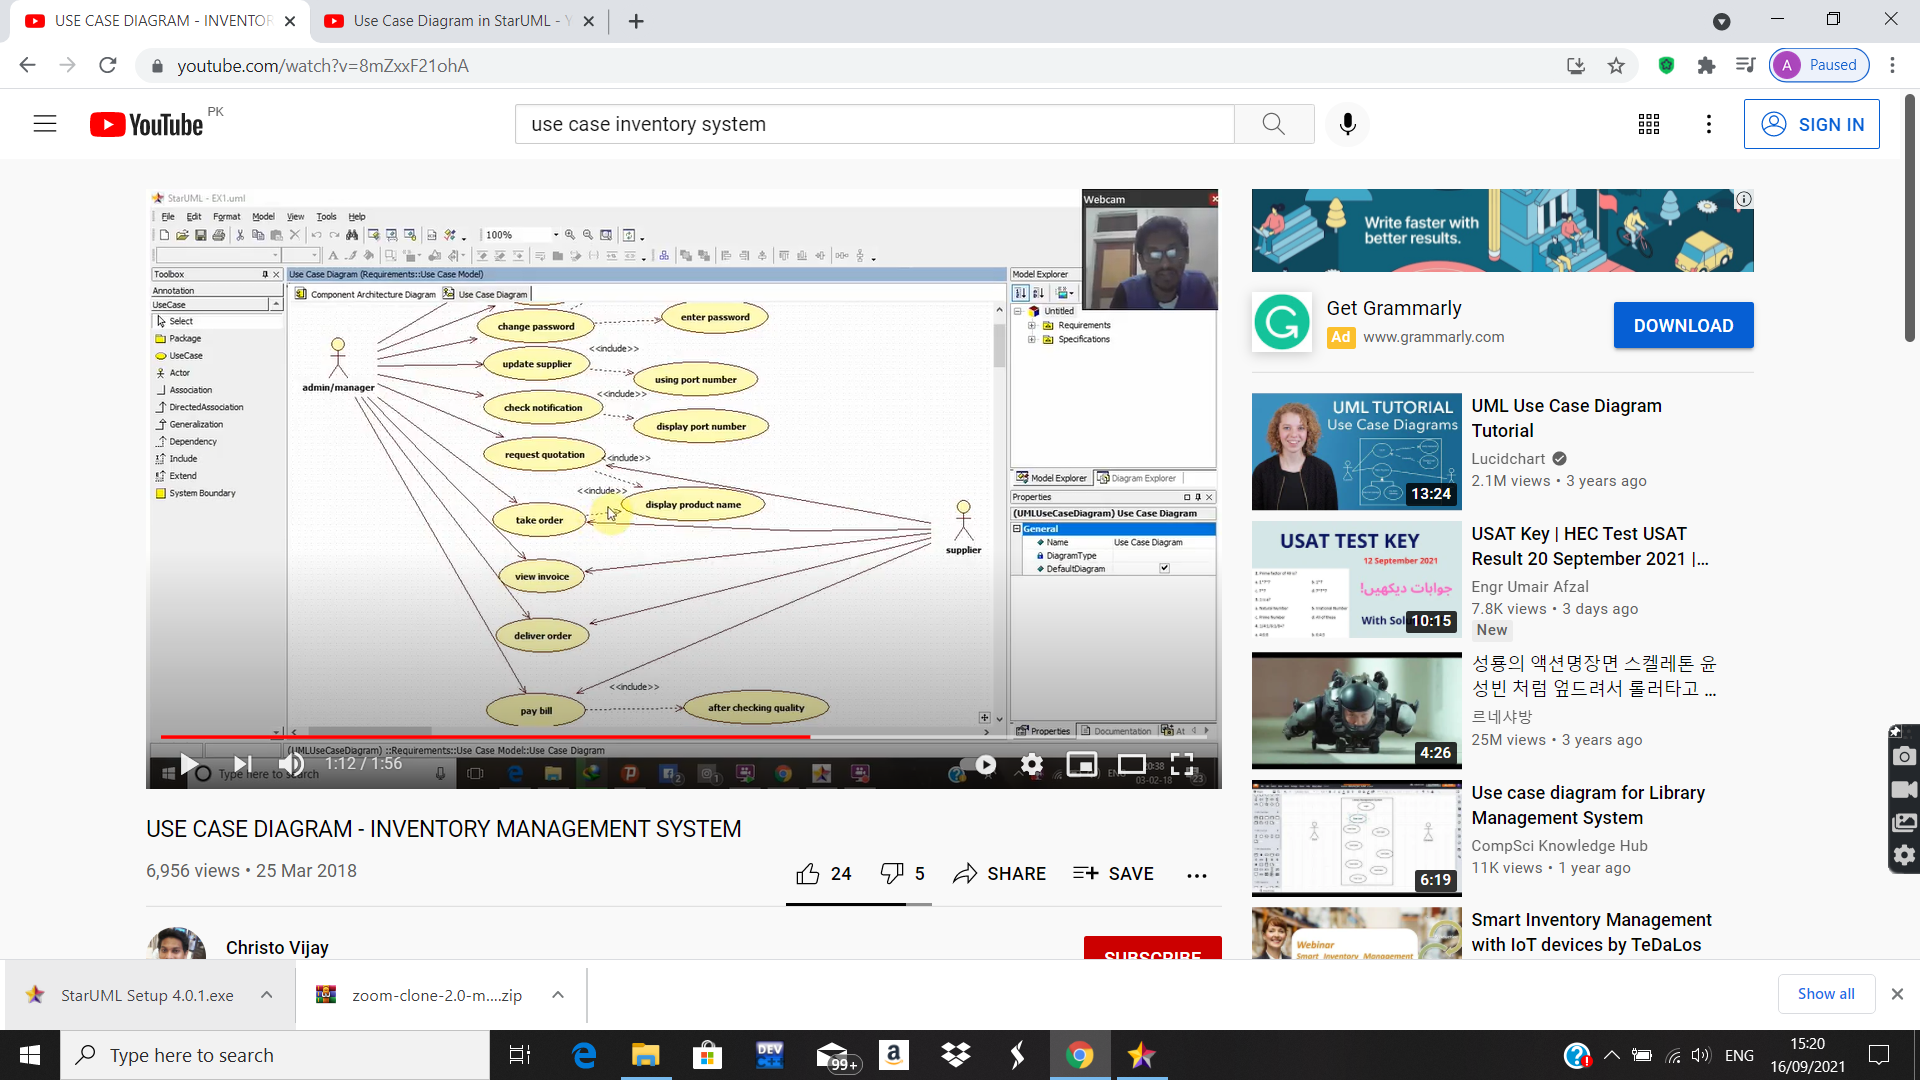 USE CASE DIAGRAM - INVENTOR
Use Case Diagram in StarUML - Y
youtube.com/watch?v=8mZxxF21ohA
A Paused
YouTube PK
use case inventory system
SIGN IN
StarUML - EX1.uml
File Edit Format Model View Tools Help
100%
Webcam
Toolbox
Use Case Diagram (Requirements::Use Case Model)
Model Explorer
Annotation
UseCase
Component Architecture Diagram
Use Case Diagram
Select
Package
UseCase
Actor
Association
DirectedAssociation
Generalization
Dependency
Include
Extend
System Boundary
admin/manager
change password
enter password
<<include>>
update supplier
using port number
<<include>>
check notification
display port number
request quotation
<<include>>
<<include>>
display product name
take order
supplier
view invoice
deliver order
<<include>>
pay bill
after checking quality
Untitled
Requirements
Specifications
Model Explorer
Diagram Explorer
Properties
(UMLUseCaseDiagram) Use Case Diagram
General
Name Use Case Diagram
DiagramType
DefaultDiagram
Properties Documentation At
(UMLUseCaseDiagram) ::Requirements::Use Case Model::Use Case Diagram
1:12 / 1:56
Type here to search
03-02-18
USE CASE DIAGRAM - INVENTORY MANAGEMENT SYSTEM
6,956 views • 25 Mar 2018
24 5 SHARE SAVE
Christo Vijay
SUBSCRIBE
Write faster with
better results.
Get Grammarly
Ad www.grammarly.com
DOWNLOAD
UML TUTORIAL
Use Case Diagrams
13:24
UML Use Case Diagram
Tutorial
Lucidchart
2.1M views • 3 years ago
USAT TEST KEY
12 September 2021
جوابات دیکھیں!
10:15
USAT Key | HEC Test USAT
Result 20 September 2021 |...
Engr Umair Afzal
7.8K views • 3 days ago
New
4:26
성룡의 액션명장면 스켈레톤 윤
성빈 처럼 엎드려서 롤러타고 ...
르네샤방
25M views • 3 years ago
6:19
Use case diagram for Library
Management System
CompSci Knowledge Hub
11K views • 1 year ago
Webinar
Smart Inventory Management
Smart Inventory Management
with IoT devices by TeDaLos
StarUML Setup 4.0.1.exe
zoom-clone-2.0-m....zip
Show all
Type here to search
DEV
99+
a
ENG
15:20
16/09/2021